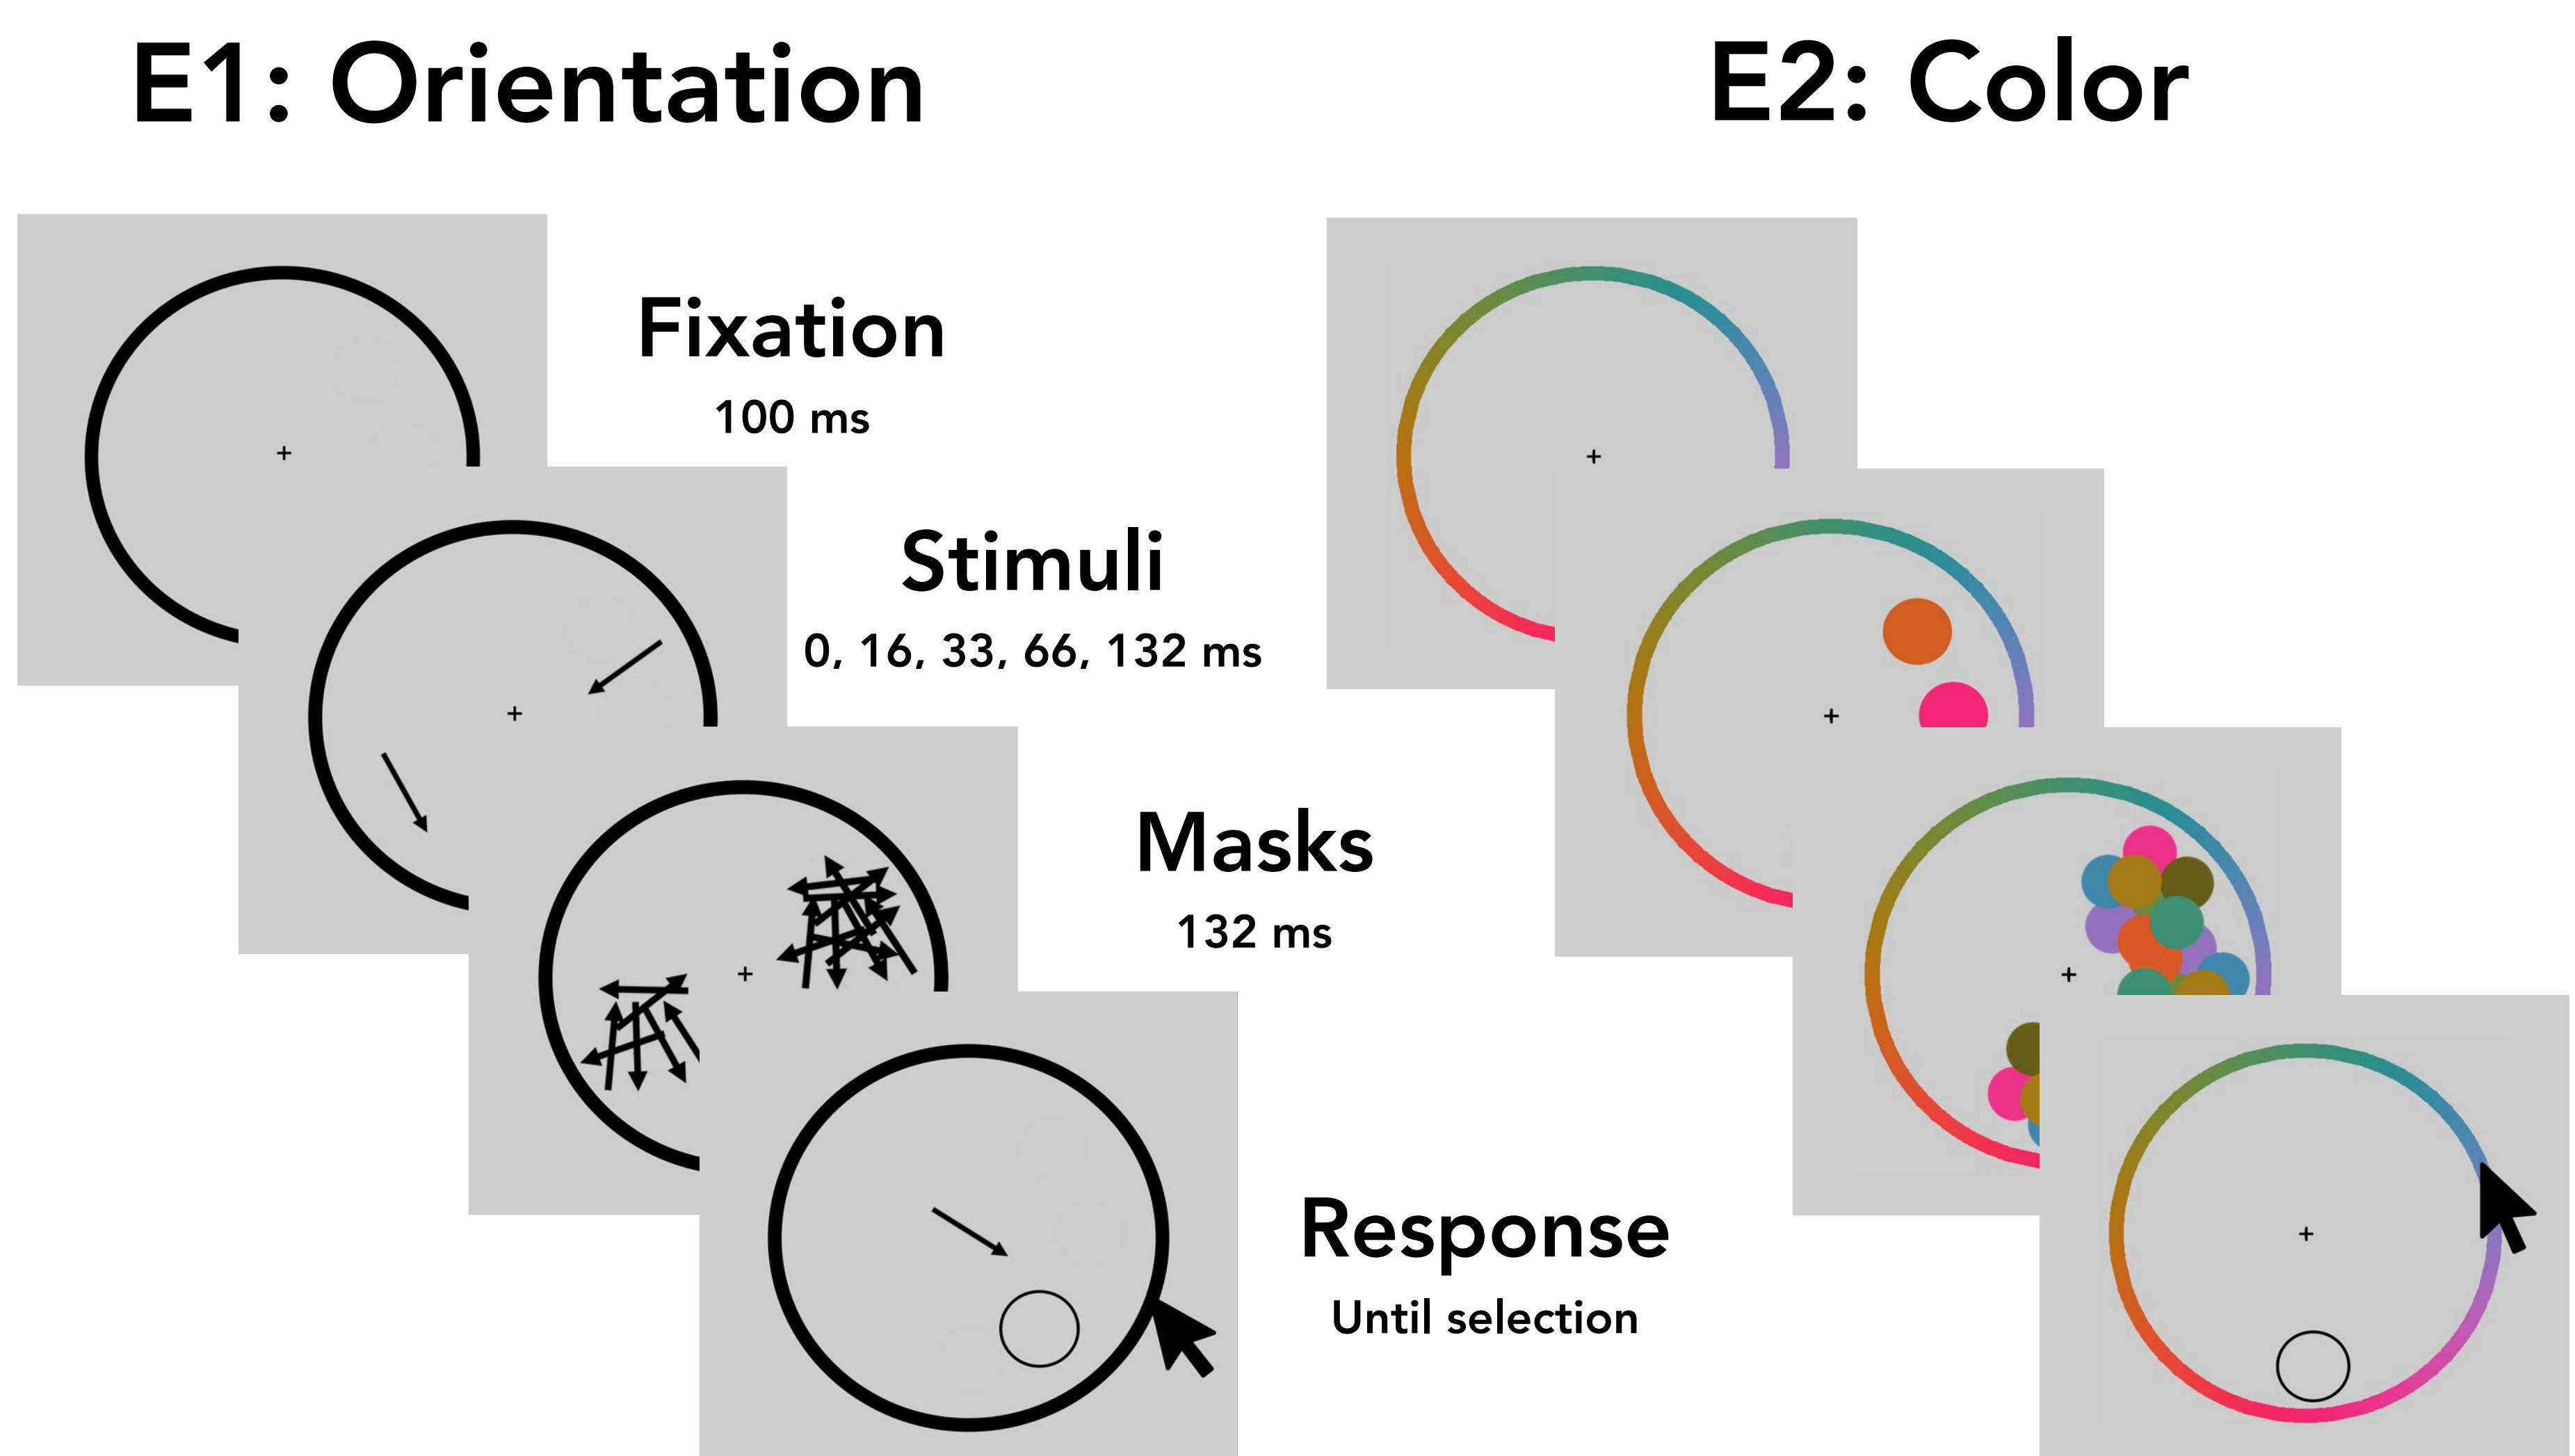 E1: Orientation
E2: Color
Fixation
100 ms
Stimuli
0, 16, 33, 66, 132 ms
Masks
132 ms
Response
Until selection